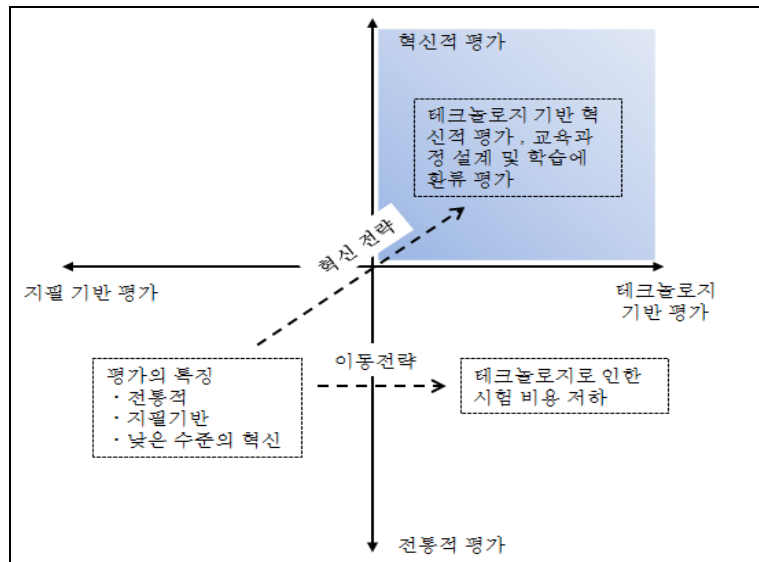 혁신적 평가
테크놀로지 기반 혁
신적 평가 , 교육과
정 설계 및 학습에
환류 평가
혁신 전략
지필 기반 평가
테크놀로지
기반 평가
이동전략
평가의 특징
· 전통적
· 지필기반
· 낮은 수준의 혁신
테크놀로지로 인한
시험 비용 저하
전통적 평가